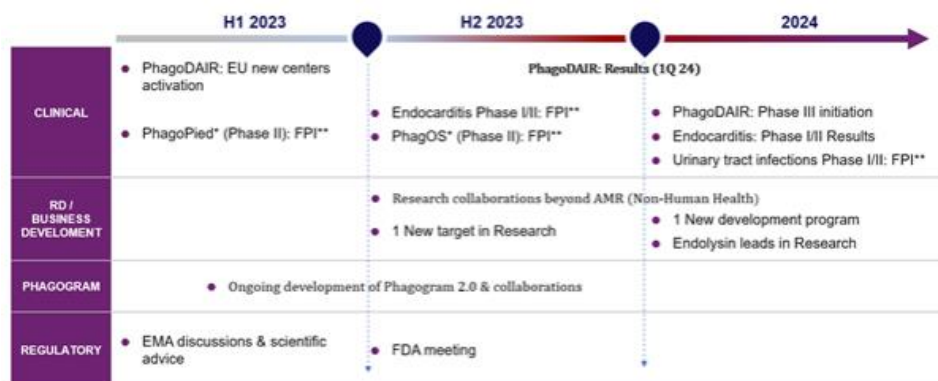 H1 2023
H2 2023
2024
CLINICAL
● PhagoDAIR: EU new centers
activation
● PhagoPied* (Phase II): FPI**
PhagoDAIR: Results (1Q 24)
● Endocarditis Phase I/II: FPI**
● PhagOS* (Phase II): FPI**
● PhagoDAIR: Phase III initiation
● Endocarditis: Phase I/II Results
● Urinary tract infections Phase I/II: FPI**
RD /
BUSINESS
DEVELOMENT
● Research collaborations beyond AMR (Non-Human Health)
● 1 New target in Research
● 1 New development program
● Endolysin leads in Research
PHAGOGRAM
● Ongoing development of Phagogram 2.0 & collaborations
REGULATORY
● EMA discussions & scientific
advice
● FDA meeting